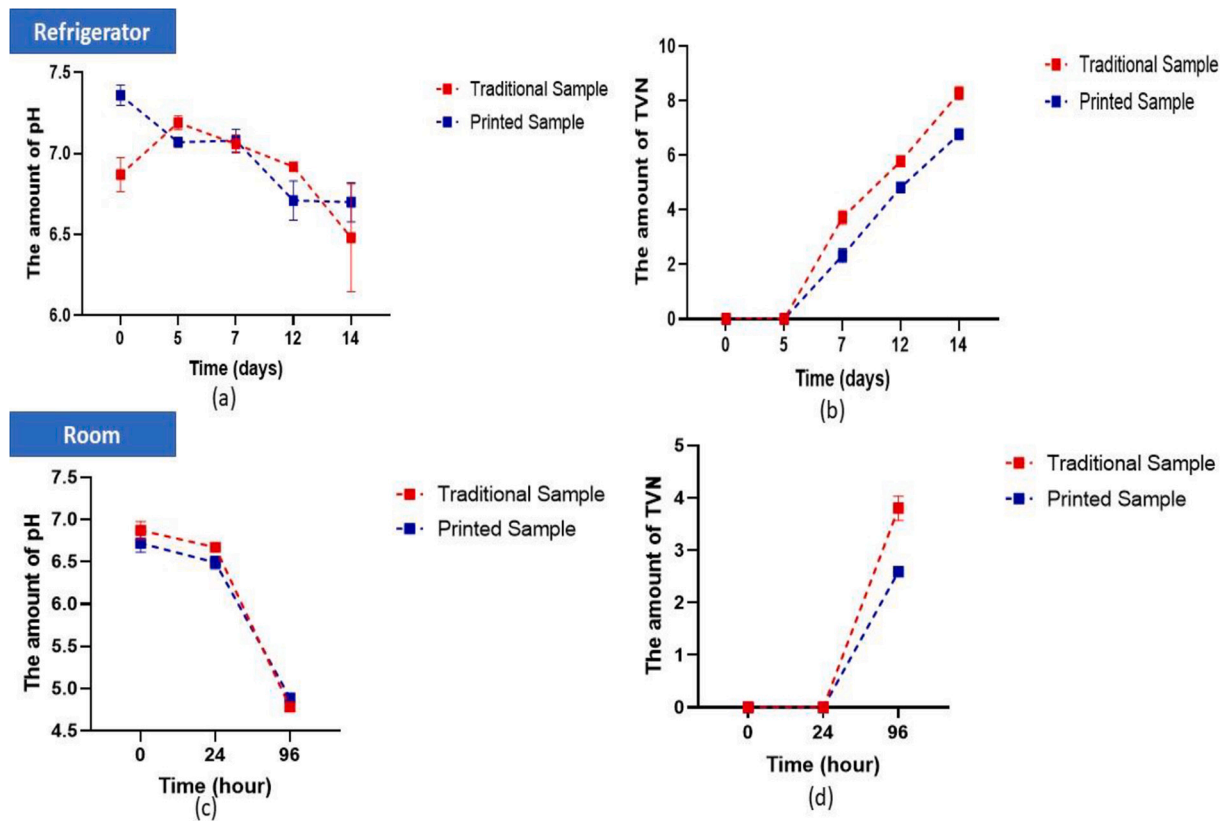 Refrigerator
The amount of pH
7.5
7.0
6.5
6.0
0 5 7 12 14
Time (days)
(a)
Traditional Sample
Printed Sample
The amount of TVN
10
8
6
4
2
0
0 5 7 12 14
Time (days)
(b)
Traditional Sample
Printed Sample
Room
The amount of pH
7.5
7.0
6.5
6.0
5.5
5.0
4.5
0 24 96
Time (hour)
(c)
Traditional Sample
Printed Sample
The amount of TVN
5
4
3
2
1
0
0 24 96
Time (hour)
(d)
Traditional Sample
Printed Sample